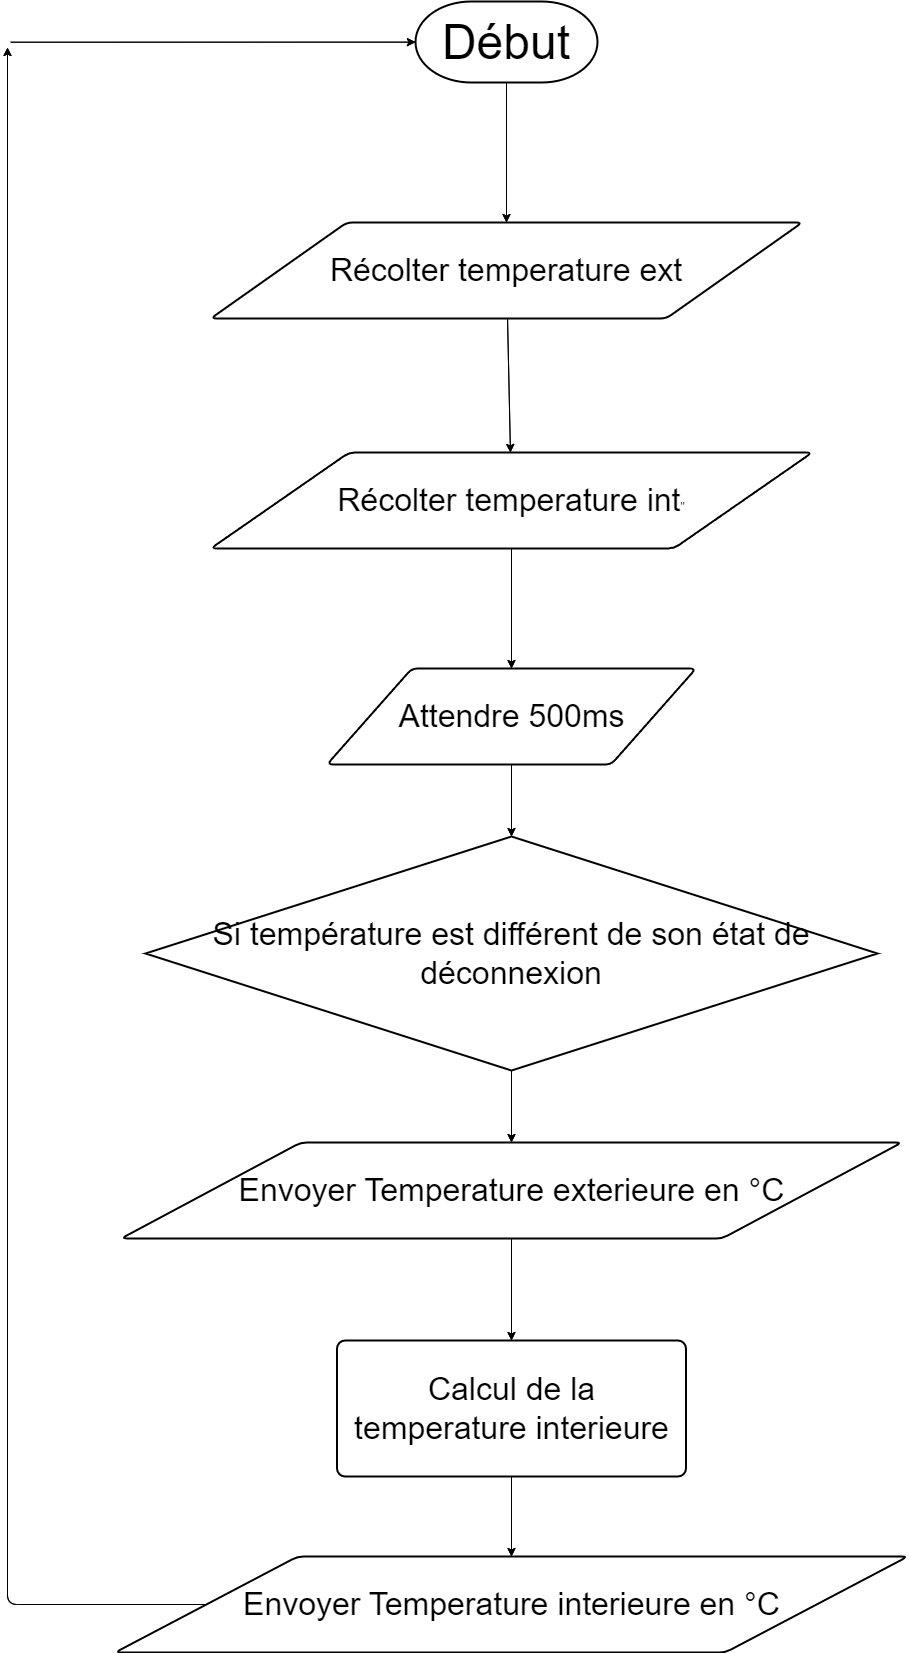 Début
Récolter temperature ext
Récolter temperature int
Attendre 500ms
Si température est différent de son état de
déconnexion
Envoyer Temperature exterieure en °C
Calcul de la
temperature interieure
Envoyer Temperature interieure en °C